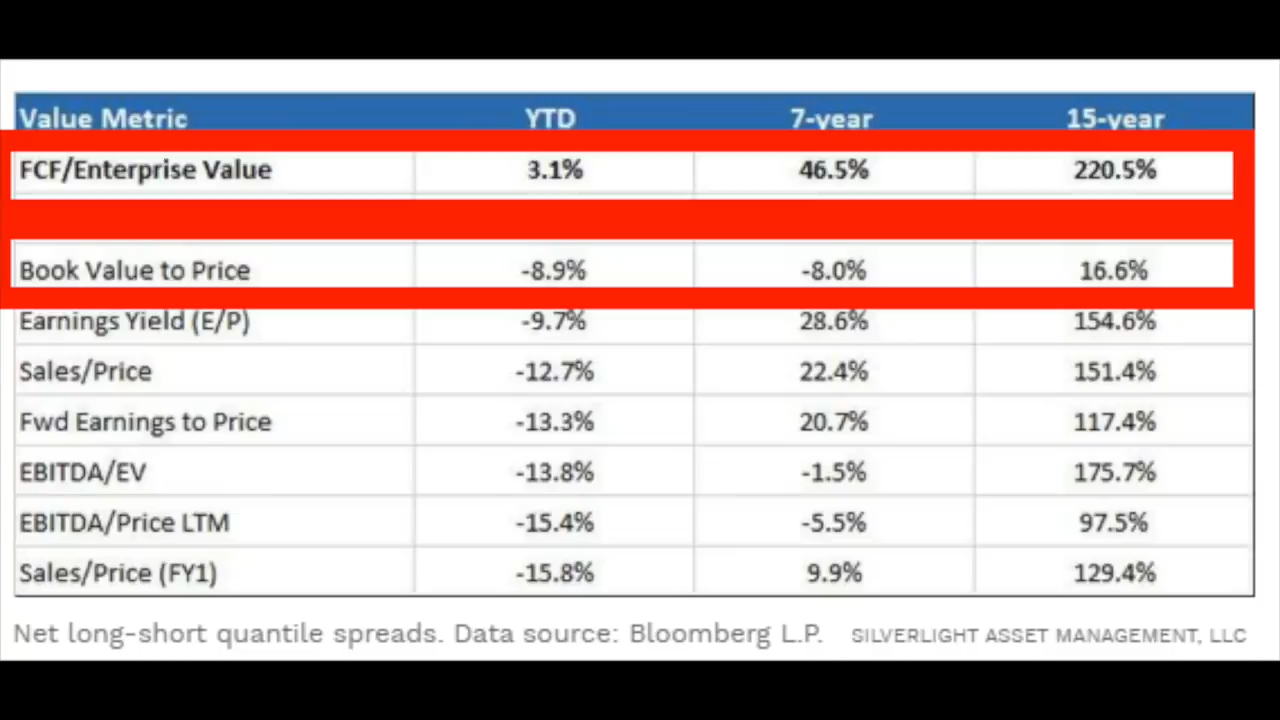 Value Metric YTD 7-year 15-year
FCF/Enterprise Value 3.1% 46.5% 220.5%
Book Value to Price -8.9% -8.0% 16.6%
Earnings Yield (E/P) -9.7% 28.6% 154.6%
Sales/Price -12.7% 22.4% 151.4%
Fwd Earnings to Price -13.3% 20.7% 117.4%
EBITDA/EV -13.8% -1.5% 175.7%
EBITDA/Price LTM -15.4% -5.5% 97.5%
Sales/Price (FY1) -15.8% 9.9% 129.4%
Net long-short quantile spreads. Data source: Bloomberg L.P. SILVERLIGHT ASSET MANAGEMENT, LLC